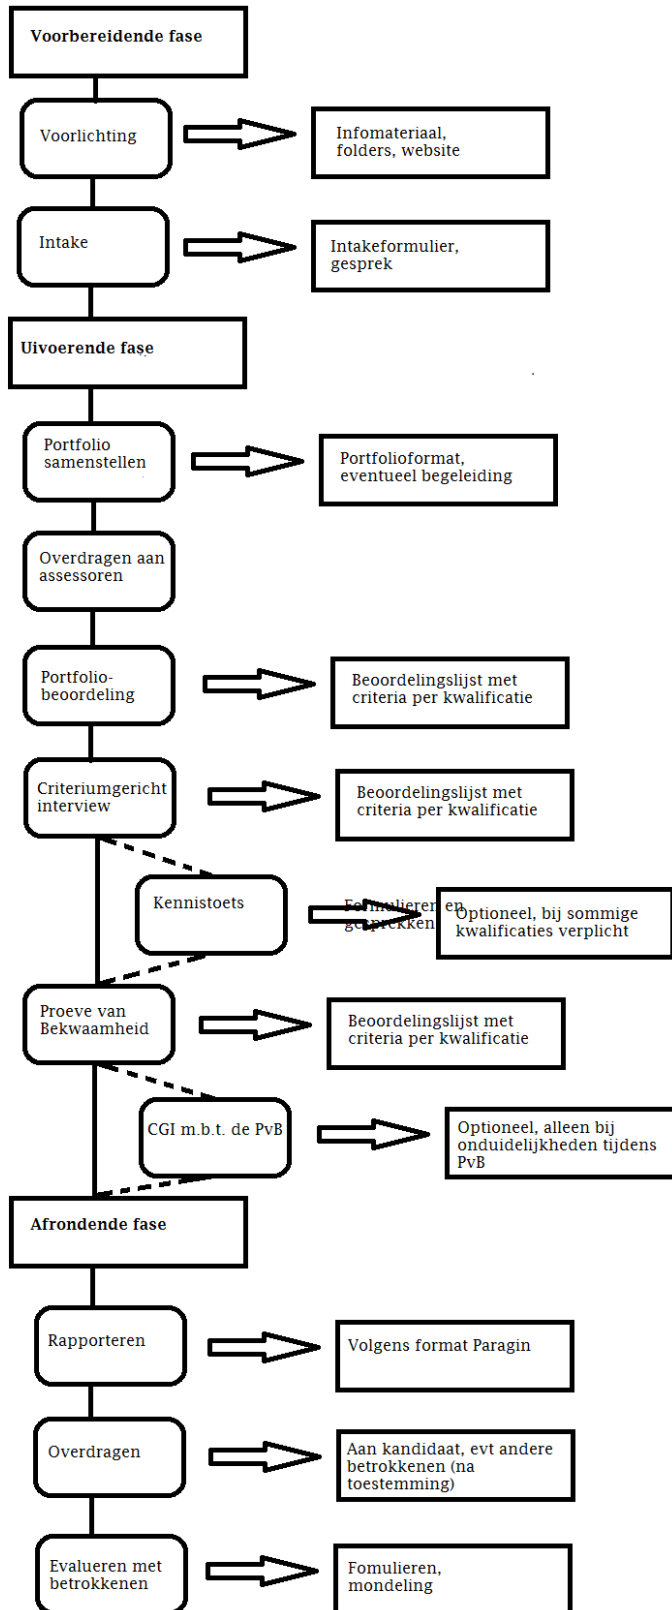 Voorbereidende fase
Voorlichting
Infomateriaal,
folders, website
Intake
Intakeformulier,
gesprek
Uivoerende fase
Portfolio
samenstellen
Portfolioformat,
eventueel begeleiding
Overdragen aan
assessoren
Portfolio-
beoordeling
Beoordelingslijst met
criteria per kwalificatie
Criteriumgericht
interview
Beoordelingslijst met
criteria per kwalificatie
Kennistoets
Formulieren en
gesprekken
Optioneel, bij sommige
kwalificaties verplicht
Proeve van
Bekwaamheid
Beoordelingslijst met
criteria per kwalificatie
CGI m.b.t. de PvB
Optioneel, alleen bij
onduidelijkheden tijdens
PvB
Afrondende fase
Rapporteren
Volgens format Paragin
Overdragen
Aan kandidaat, evt andere
betrokkenen (na
toestemming)
Evalueren met
betrokkenen
Fomulieren,
mondeling